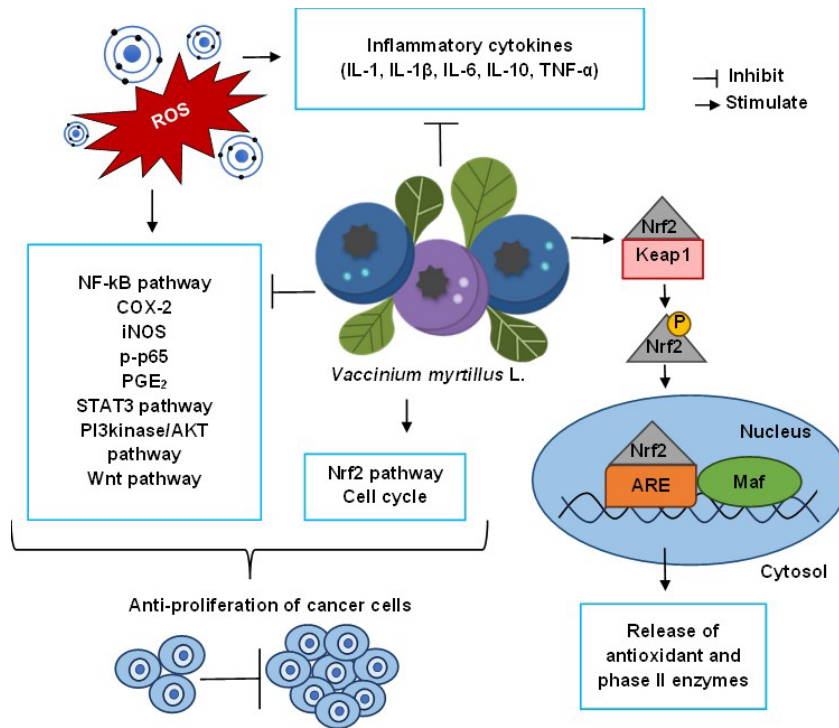 Inflammatory cytokines
(IL-1, IL-1β, IL-6, IL-10, TNF-α)
Inhibit
Stimulate
ROS
NF-kB pathway
COX-2
iNOS
p-p65
PGE₂
STAT3 pathway
PI3kinase/AKT
pathway
Wnt pathway
Vaccinium myrtillus L.
Nrf2 pathway
Cell cycle
Nrf2
Keap1
P
Nrf2
Nucleus
Nrf2
ARE
Maf
Cytosol
Release of
antioxidant and
phase II enzymes
Anti-proliferation of cancer cells